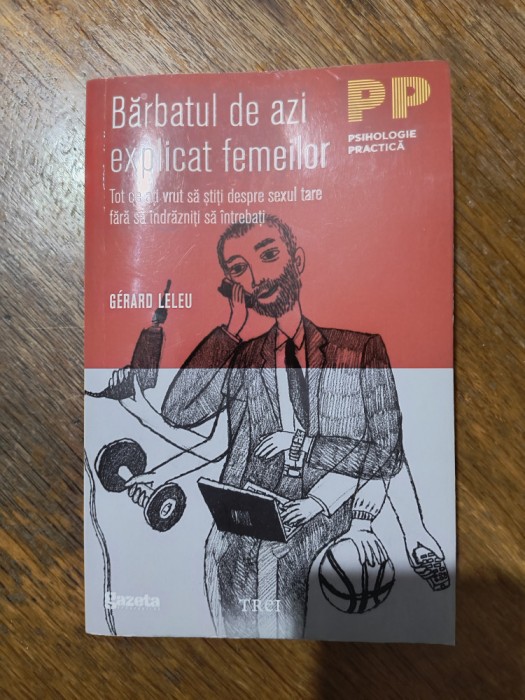 Bărbatul de azi
explicat femeilor
Tot ce ați vrut să știți despre sexul tare
fără să îndrăzniți să întrebați
GÉRARD LELEU
PP
PSIHOLOGIE
PRACTICĂ
gazeta
TREI